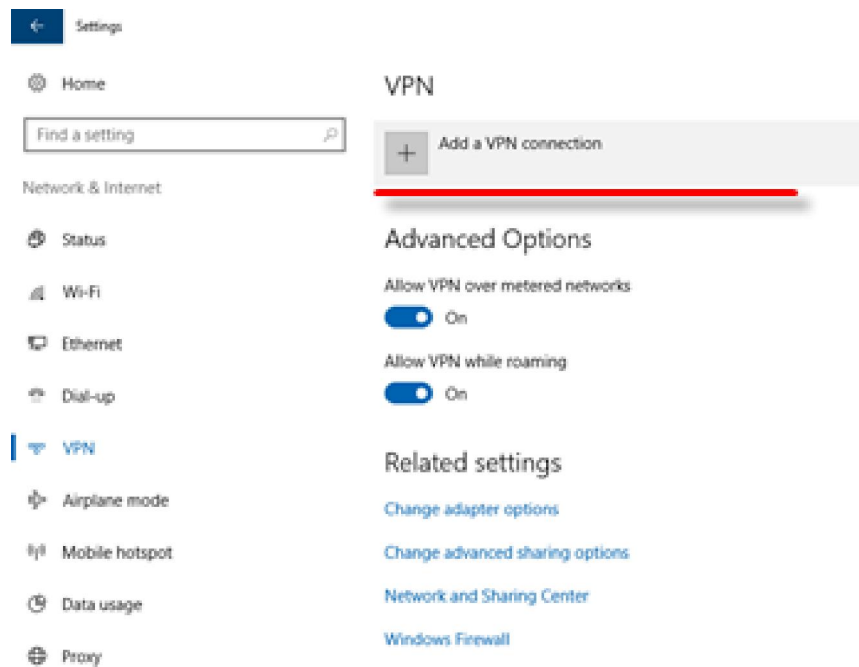 Settings
Home
Find a setting
Network & Internet
Status
Wi-Fi
Ethernet
Dial-up
VPN
Airplane mode
Mobile hotspot
Data usage
Proxy
VPN
Add a VPN connection
Advanced Options
Allow VPN over metered networks
On
Allow VPN while roaming
On
Related settings
Change adapter options
Change advanced sharing options
Network and Sharing Center
Windows Firewall